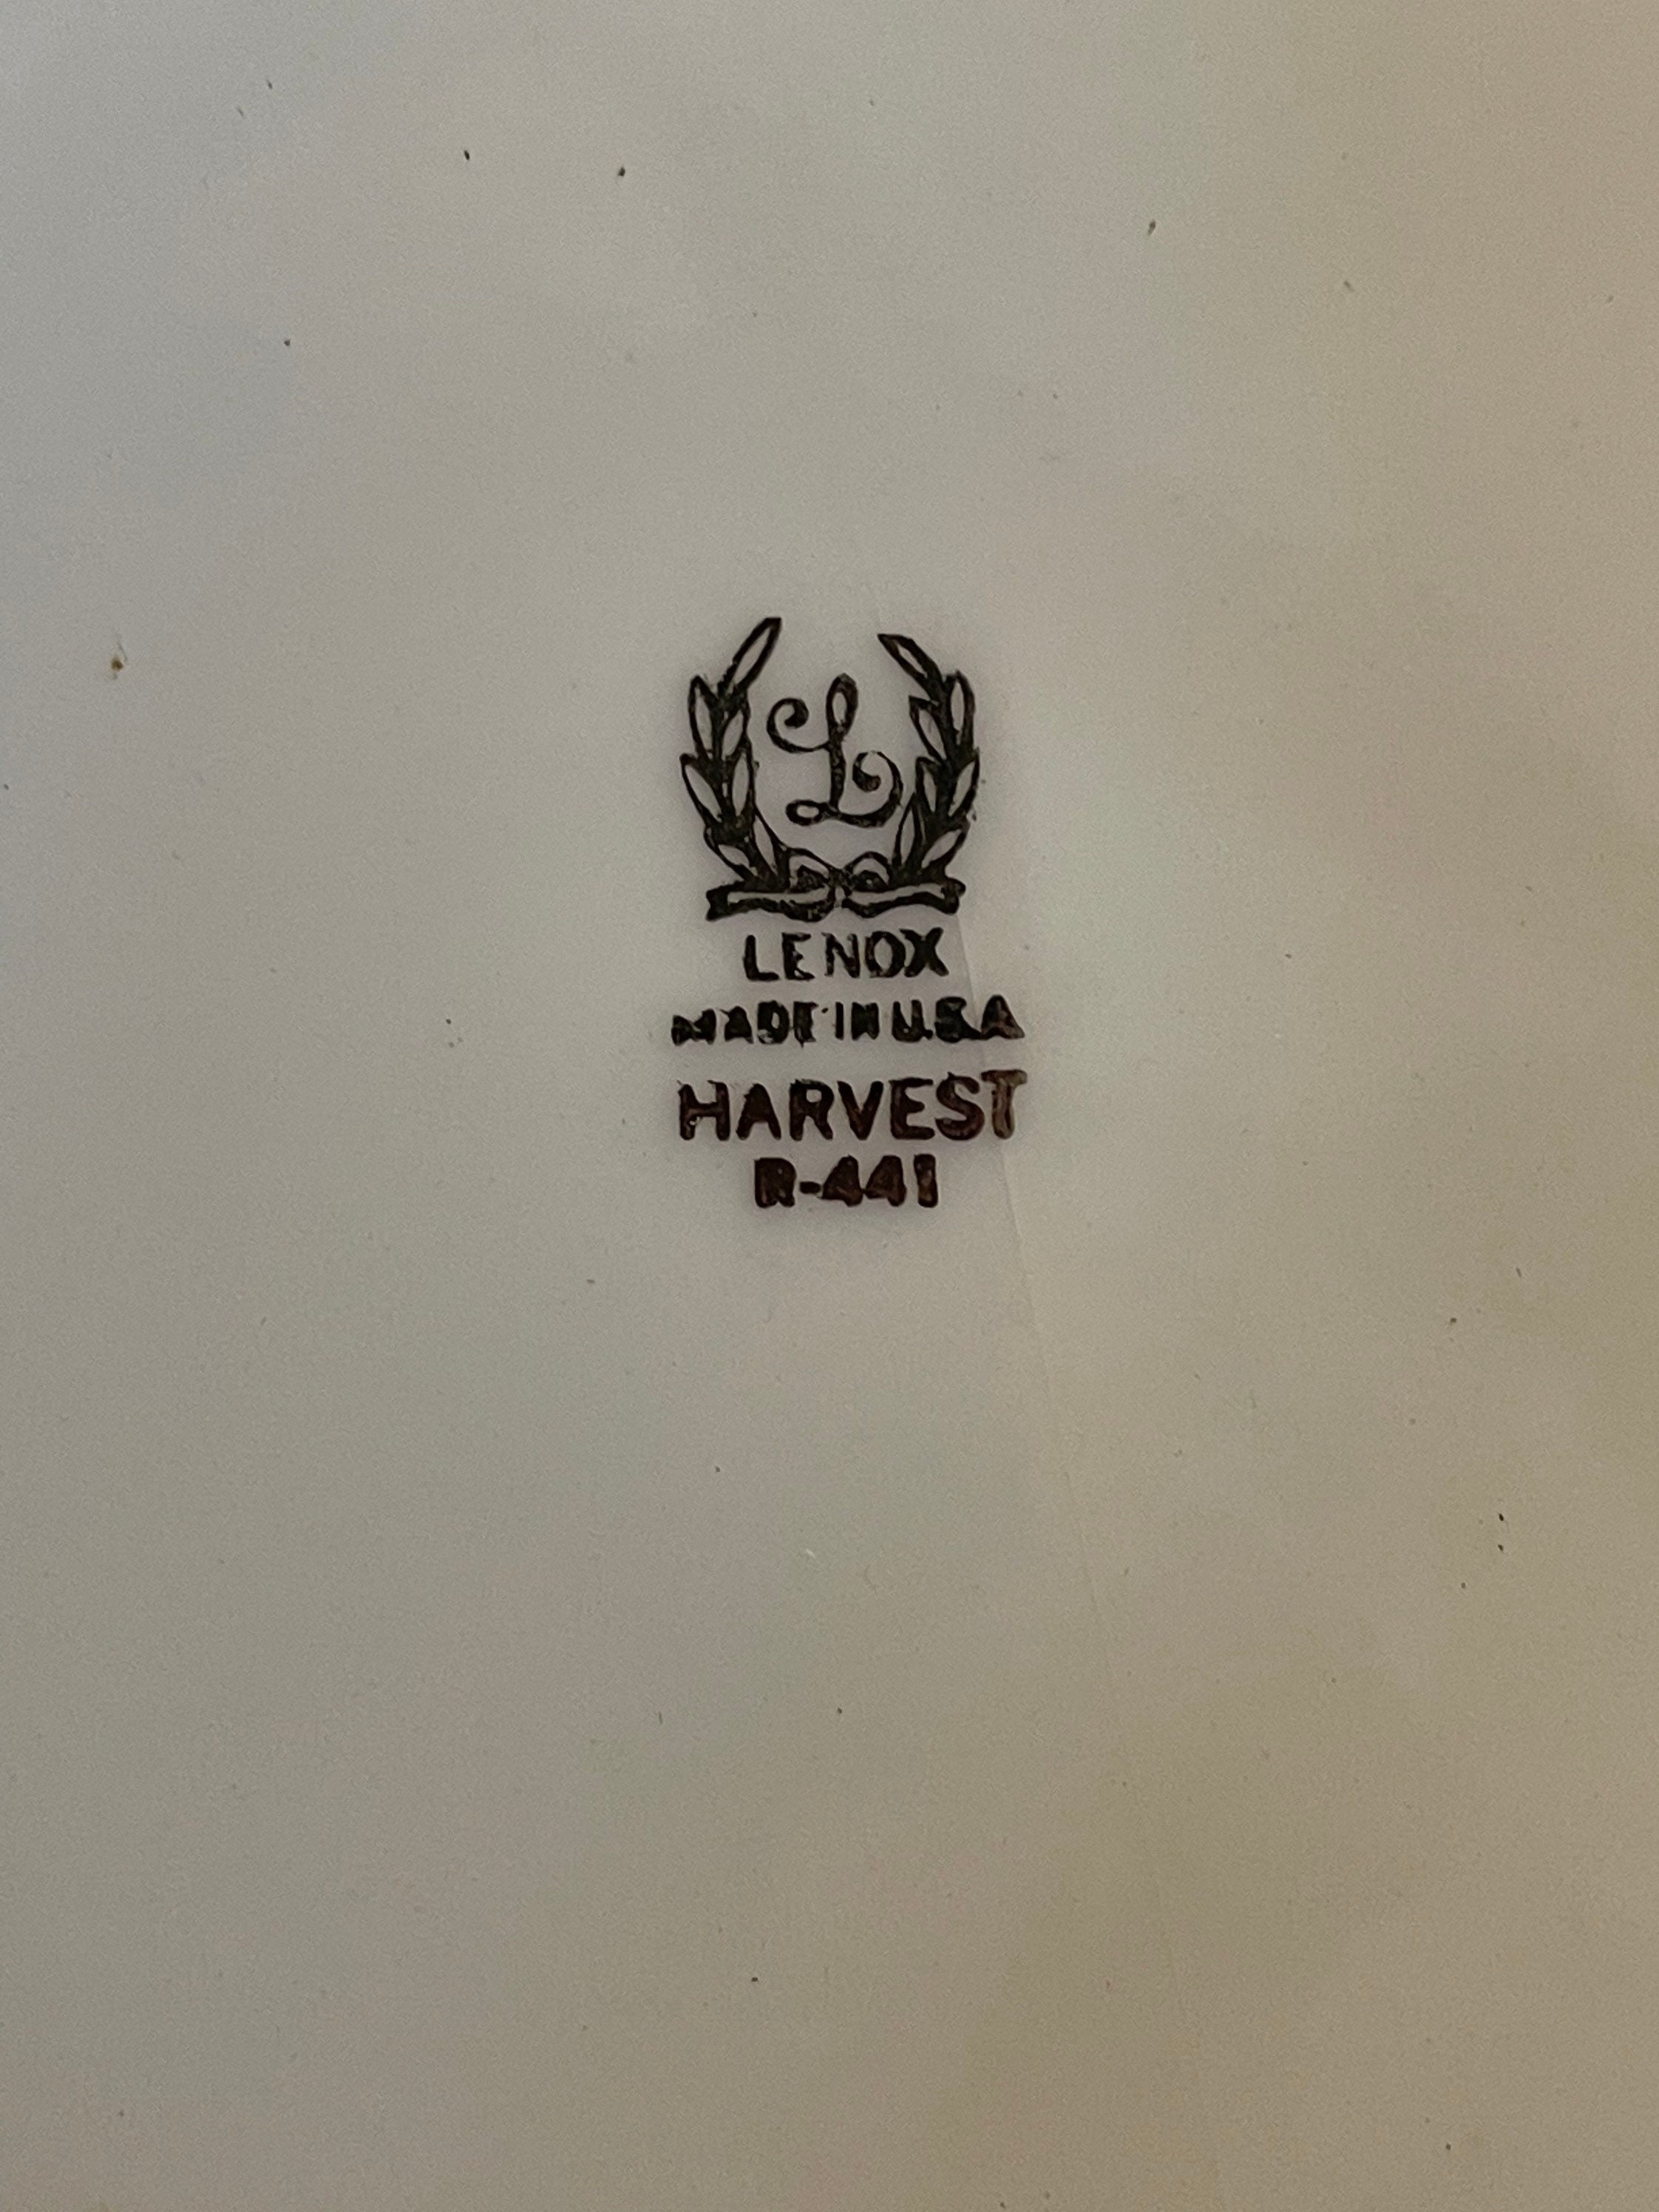 L
LENOX
MADE IN U.S.A
HARVEST
R-441